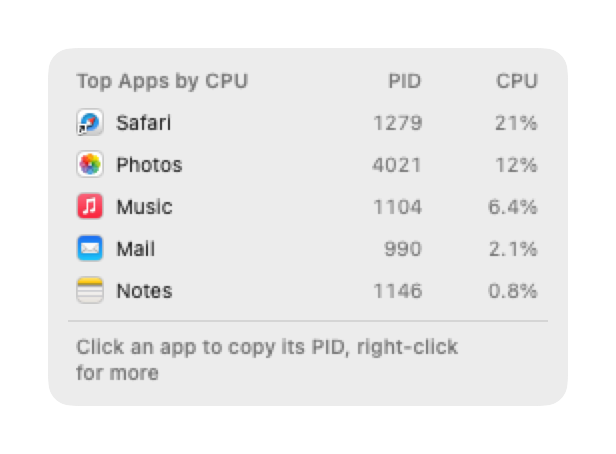 Top Apps by CPU PID CPU
Safari 1279 21%
Photos 4021 12%
Music 1104 6.4%
Mail 990 2.1%
Notes 1146 0.8%
Click an app to copy its PID, right-click
for more